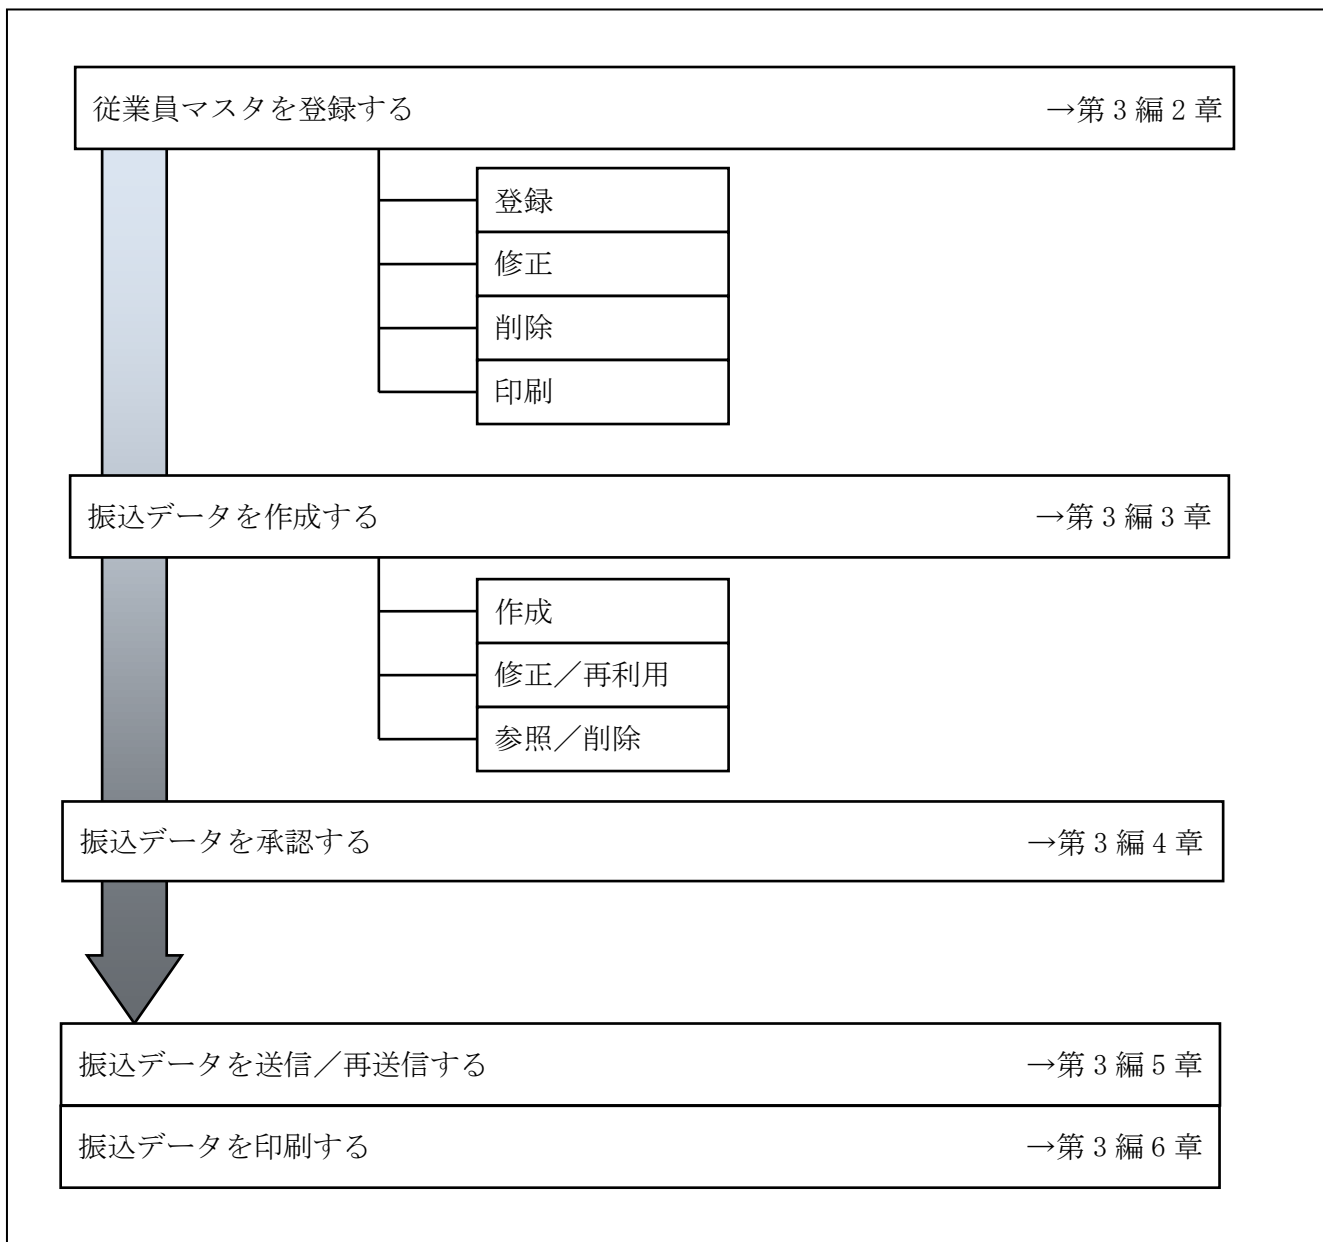 従業員マスタを登録する →第3編2章
登録
修正
削除
印刷
振込データを作成する →第3編3章
作成
修正／再利用
参照／削除
振込データを承認する →第3編4章
振込データを送信／再送信する →第3編5章
振込データを印刷する →第3編6章